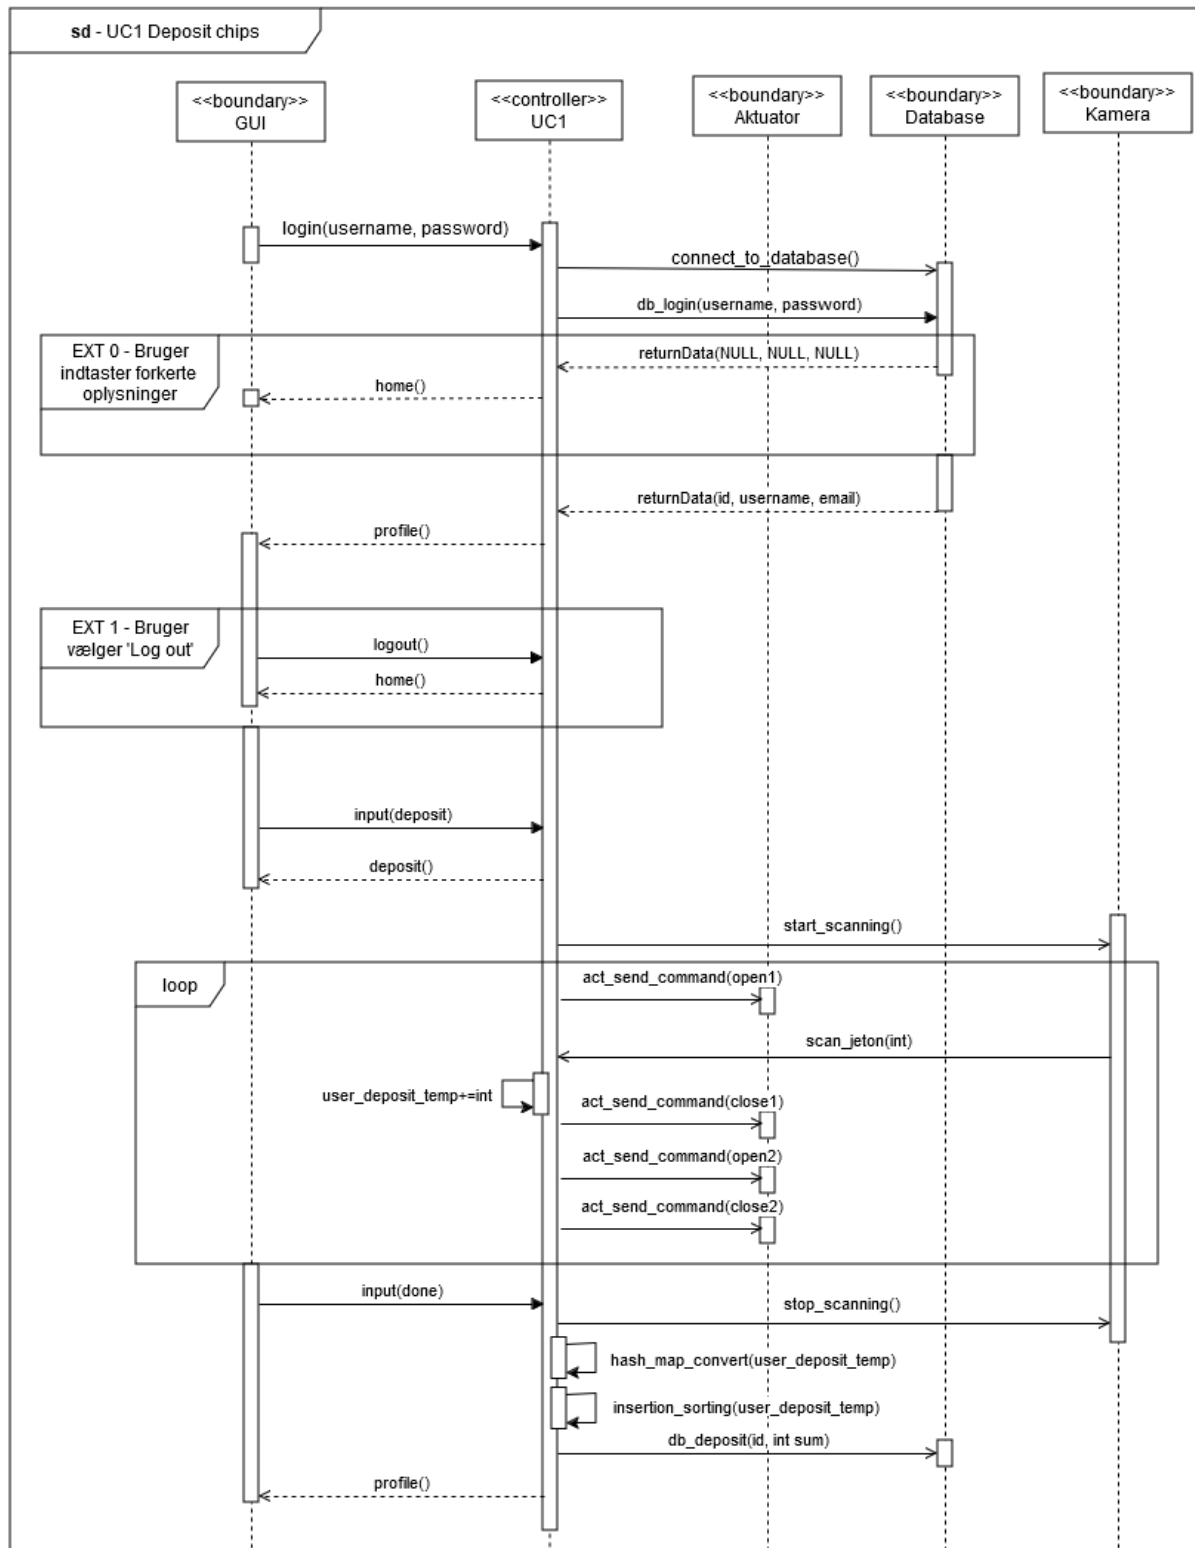 sd - UC1 Deposit chips
<<boundary>>
GUI
<<controller>>
UC1
<<boundary>>
Aktuator
<<boundary>>
Database
<<boundary>>
Kamera
login(username, password)
connect_to_database()
db_login(username, password)
EXT 0 - Bruger
indtaster forkerte
oplysninger
returnData(NULL, NULL, NULL)
home()
returnData(id, username, email)
profile()
EXT 1 - Bruger
vælger 'Log out'
logout()
home()
input(deposit)
deposit()
start_scanning()
loop
act_send_command(open1)
scan_jeton(int)
user_deposit_temp+=int
act_send_command(close1)
act_send_command(open2)
act_send_command(close2)
input(done)
stop_scanning()
hash_map_convert(user_deposit_temp)
insertion_sorting(user_deposit_temp)
db_deposit(id, int sum)
profile()